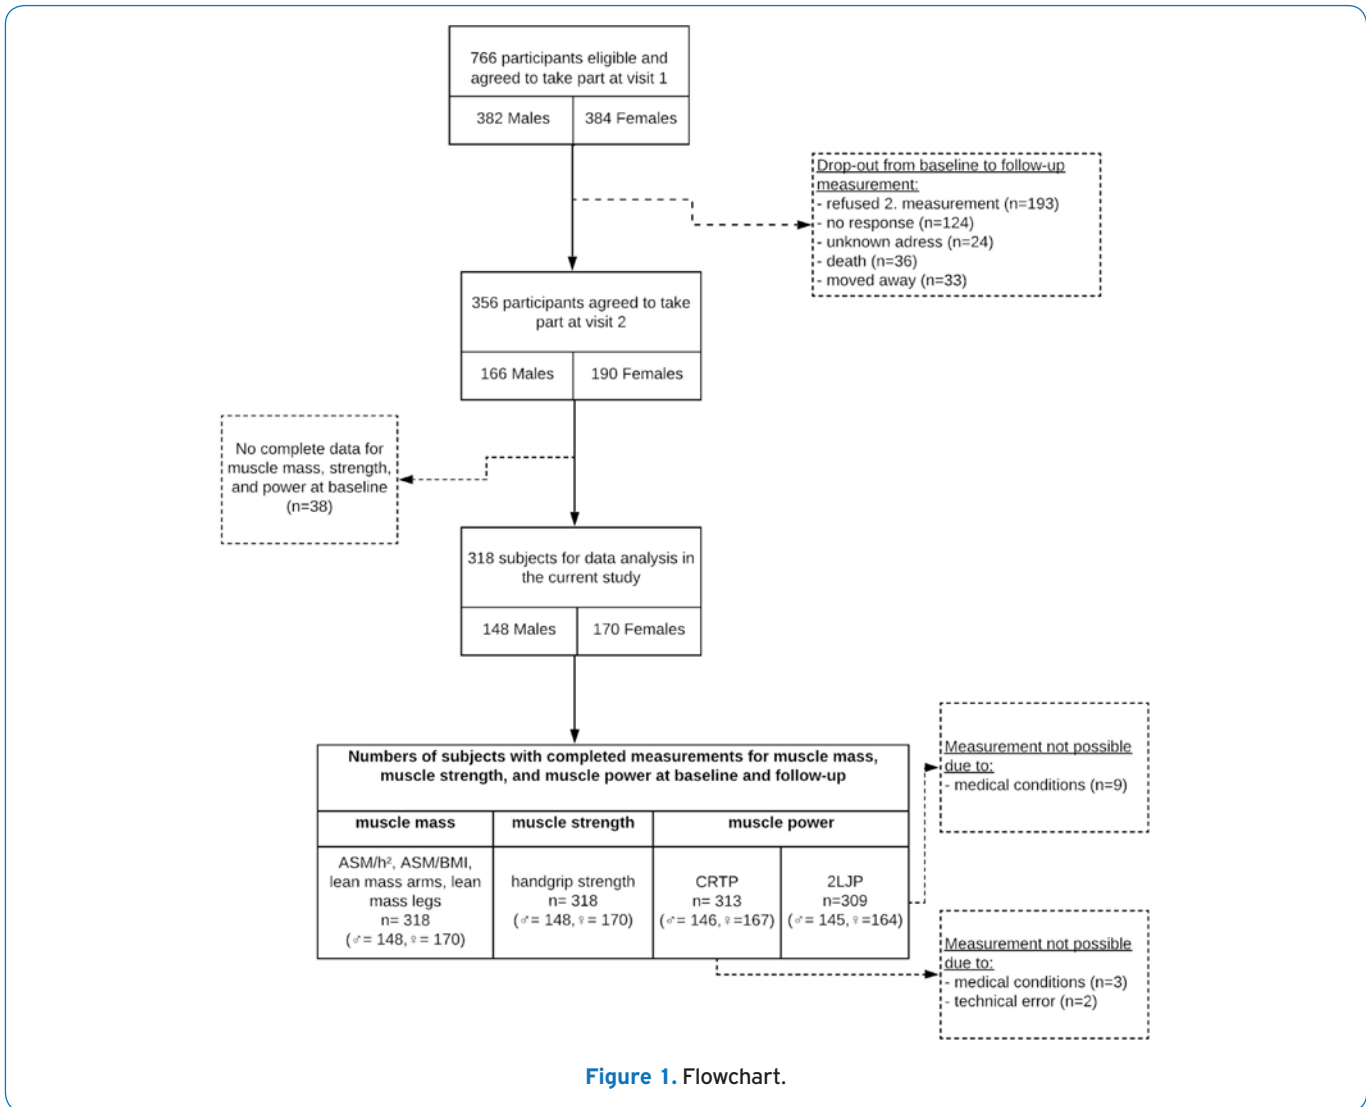 766 participants eligible and
agreed to take part at visit 1
382 Males
384 Females
Drop-out from baseline to follow-up
measurement:
- refused 2. measurement (n=193)
- no response (n=124)
- unknown adress (n=24)
- death (n=36)
- moved away (n=33)
356 participants agreed to take
part at visit 2
166 Males
190 Females
No complete data for
muscle mass, strength,
and power at baseline
(n=38)
318 subjects for data analysis in
the current study
148 Males
170 Females
Numbers of subjects with completed measurements for muscle mass,
muscle strength, and muscle power at baseline and follow-up
muscle mass
muscle strength
muscle power
ASM/h², ASM/BMI,
lean mass arms, lean
mass legs
n= 318
(♂= 148,♀= 170)
handgrip strength
n= 318
(♂= 148,♀= 170)
CRTP
n= 313
(♂= 146,♀=167)
2LJP
n=309
(♂= 145,♀=164)
Measurement not possible
due to:
- medical conditions (n=9)
Measurement not possible
due to:
- medical conditions (n=3)
- technical error (n=2)
Figure 1. Flowchart.